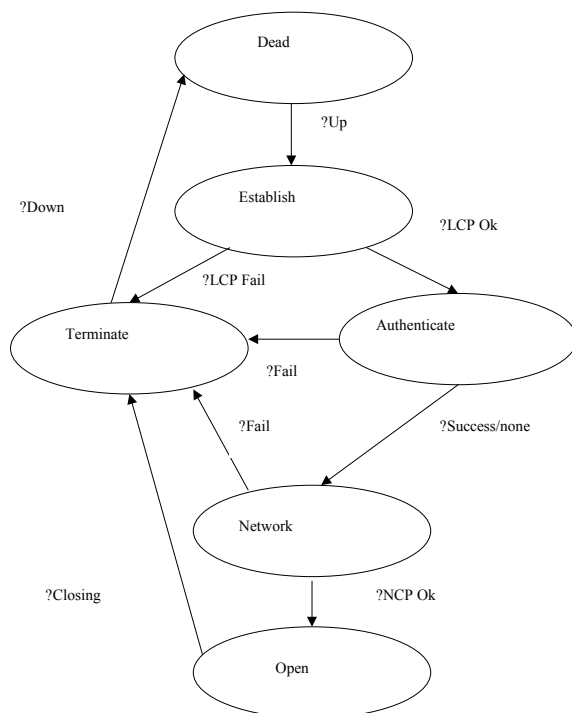 Dead
?Up
Establish
?Down
?LCP Ok
?LCP Fail
Terminate
Authenticate
?Fail
?Fail
?Success/none
Network
?Closing
?NCP Ok
Open